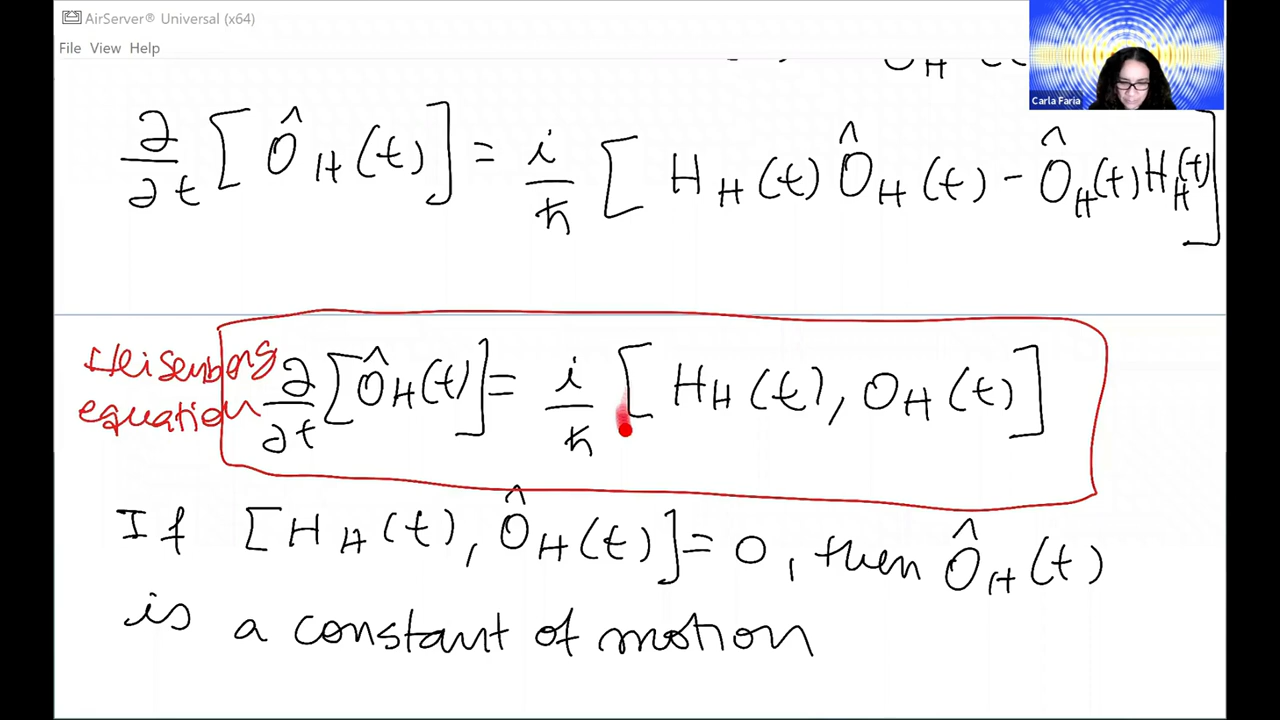 AirServer® Universal (x64)
File View Help
Carla Faria
∂/∂t [Ô_H(t)] = i/ħ [H_H(t) Ô_H(t) - Ô_H(t) H_H(t)]
Heisenberg equation
∂/∂t [Ô_H(t)] = i/ħ [H_H(t), O_H(t)]
If [H_H(t), Ô_H(t)] = 0, then Ô_H(t)
is a constant of motion